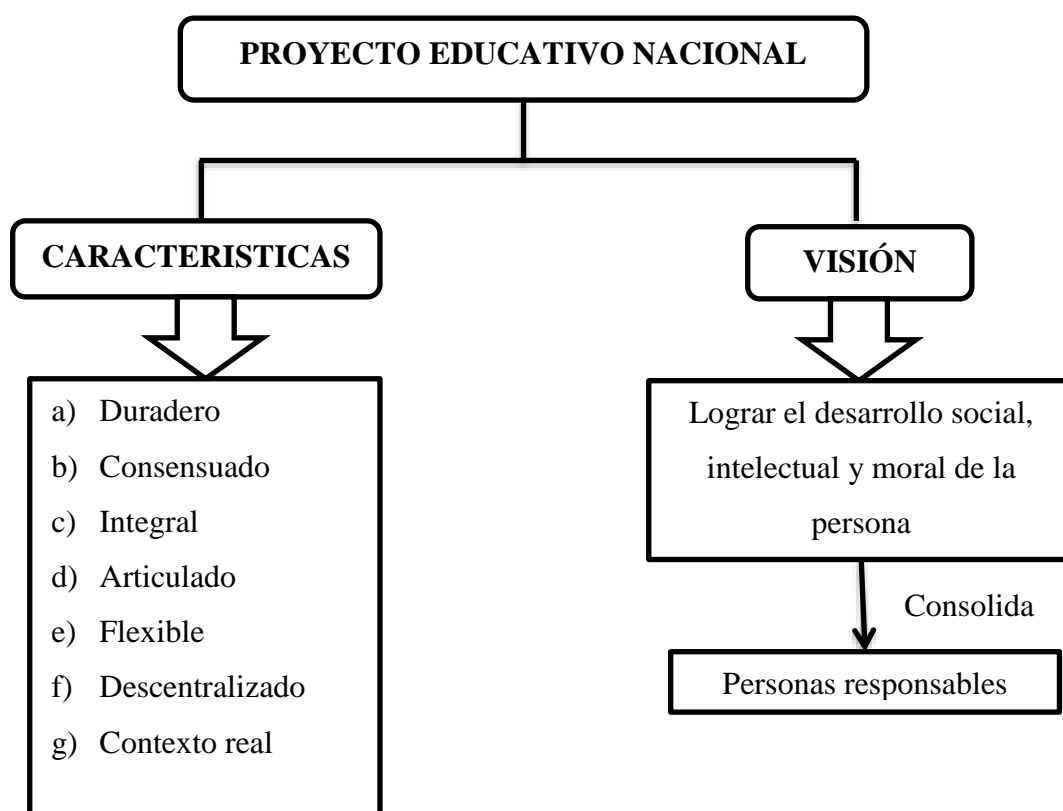 PROYECTO EDUCATIVO NACIONAL
CARACTERISTICAS
a) Duradero
b) Consensuado
c) Integral
d) Articulado
e) Flexible
f) Descentralizado
g) Contexto real
VISIÓN
Lograr el desarrollo social,
intelectual y moral de la
persona
Consolida
Personas responsables